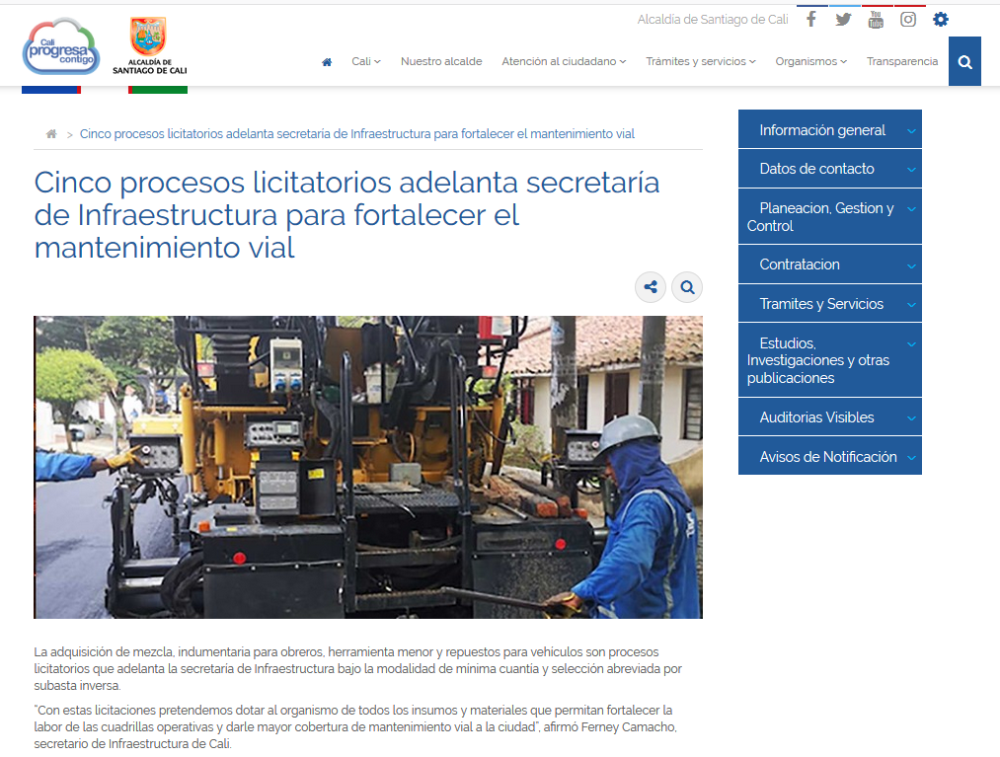 Alcaldía de Santiago de Cali
You
Tube
Cali
progresa
contigo
ALCALDÍA DE
SANTIAGO DE CALI
Cali
Nuestro alcalde
Atención al ciudadano
Trámites y servicios
Organismos
Transparencia
> Cinco procesos licitatorios adelanta secretaría de Infraestructura para fortalecer el mantenimiento vial
Cinco procesos licitatorios adelanta secretaría
de Infraestructura para fortalecer el
mantenimiento vial
La adquisición de mezcla, indumentaria para obreros, herramienta menor y repuestos para vehículos son procesos
licitatorios que adelanta la secretaría de Infraestructura bajo la modalidad de mínima cuantía y selección abreviada por
subasta inversa.
“Con estas licitaciones pretendemos dotar al organismo de todos los insumos y materiales que permitan fortalecer la
labor de las cuadrillas operativas y darle mayor cobertura de mantenimiento vial a la ciudad”, afirmó Ferney Camacho,
secretario de Infraestructura de Cali.
Información general
Datos de contacto
Planeacion, Gestion y
Control
Contratacion
Tramites y Servicios
Estudios,
Investigaciones y otras
publicaciones
Auditorias Visibles
Avisos de Notificación